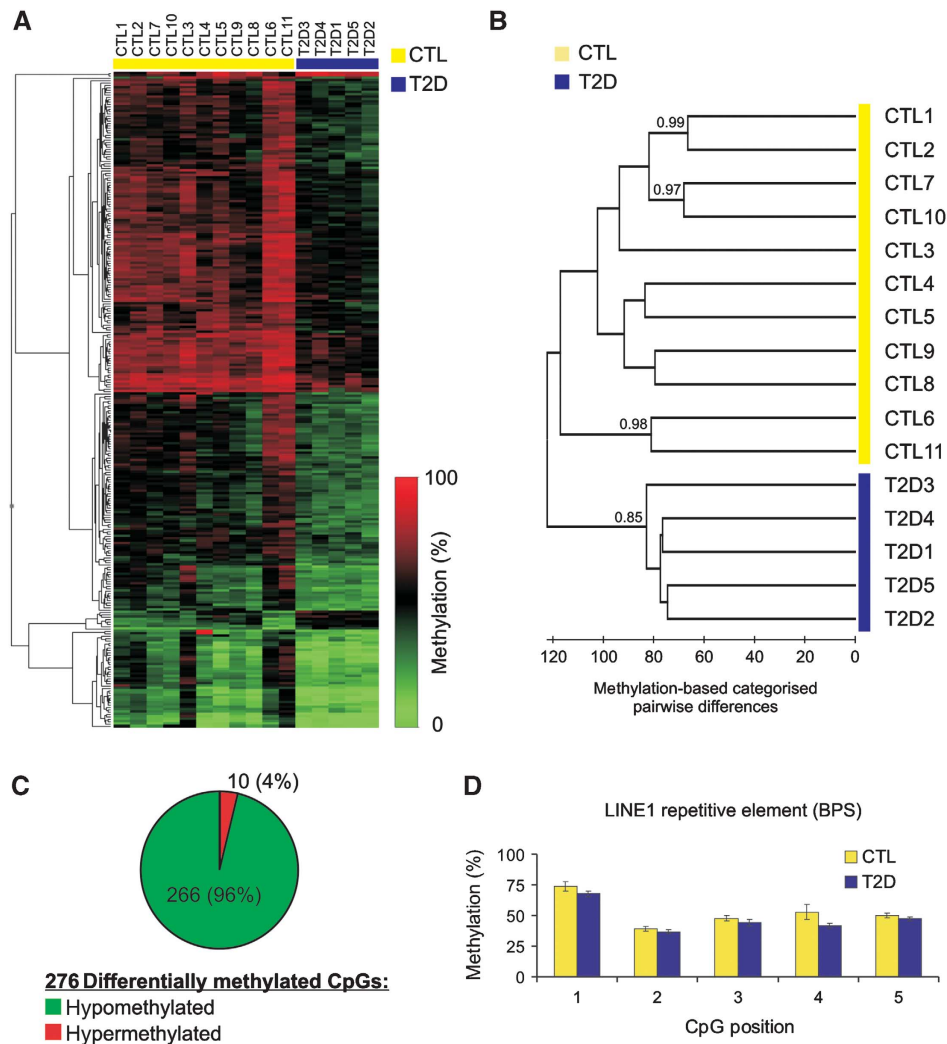 A
CTL1
CTL2
CTL7
CTL10
CTL3
CTL4
CTL5
CTL9
CTL8
CTL6
CTL11
T2D3
T2D4
T2D1
T2D5
T2D2
CTL
T2D
100
Methylation (%)
0
B
CTL
T2D
0.99
0.97
0.98
0.85
CTL1
CTL2
CTL7
CTL10
CTL3
CTL4
CTL5
CTL9
CTL8
CTL6
CTL11
T2D3
T2D4
T2D1
T2D5
T2D2
120 100 80 60 40 20 0
Methylation-based categorised
pairwise differences
C
10 (4%)
266 (96%)
276 Differentially methylated CpGs:
Hypomethylated
Hypermethylated
D
LINE1 repetitive element (BPS)
CTL
T2D
Methylation (%)
100
75
50
25
0
1 2 3 4 5
CpG position